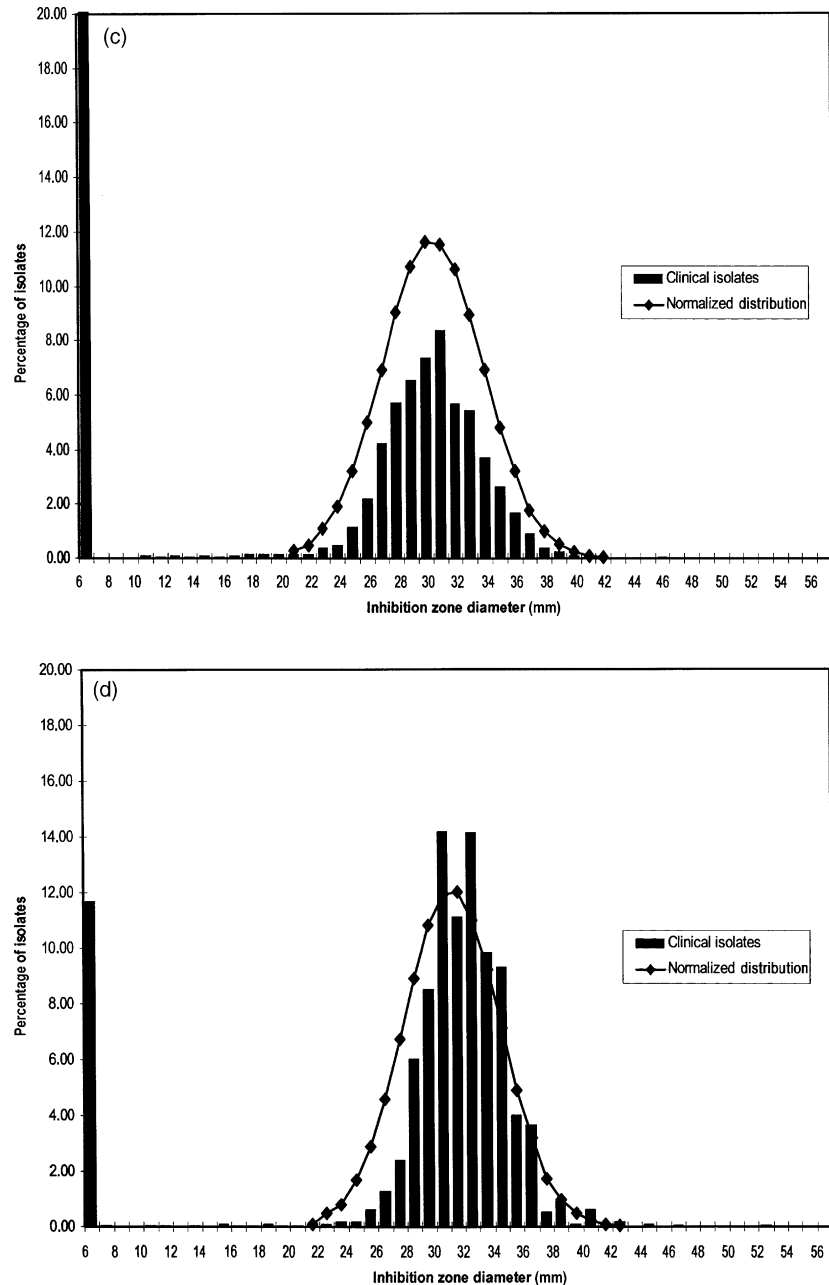 (c)
20.00
18.00
16.00
14.00
12.00
10.00
8.00
6.00
4.00
2.00
0.00
Percentage of isolates
Clinical isolates
Normalized distribution
6 8 10 12 14 16 18 20 22 24 26 28 30 32 34 36 38 40 42 44 46 48 50 52 54 56
Inhibition zone diameter (mm)
(d)
20.00
18.00
16.00
14.00
12.00
10.00
8.00
6.00
4.00
2.00
0.00
Percentage of isolates
Clinical isolates
Normalized distribution
6 8 10 12 14 16 18 20 22 24 26 28 30 32 34 36 38 40 42 44 46 48 50 52 54 56
Inhibition zone diameter (mm)